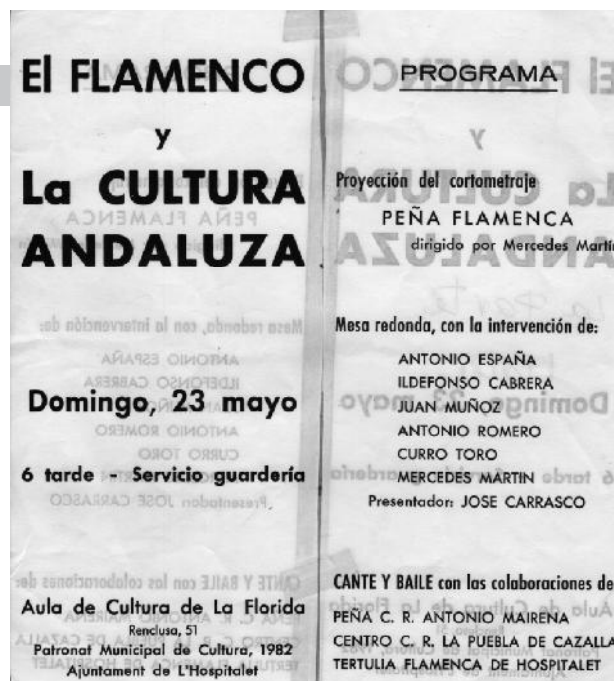 El FLAMENCO
y
La CULTURA
ANDALUZA
Domingo, 23 mayo
6 tarde - Servicio guardería
Aula de Cultura de La Florida
Renclusa, 51
Patronat Municipal de Cultura, 1982
Ajuntament de L'Hospitalet
PROGRAMA
Proyección del cortometraje
PEÑA FLAMENCA
dirigido por Mercedes Martin
Mesa redonda, con la intervención de:
ANTONIO ESPAÑA
ILDEFONSO CABRERA
JUAN MUÑOZ
ANTONIO ROMERO
CURRO TORO
MERCEDES MARTIN
Presentador: JOSE CARRASCO
CANTE Y BAILE con las colaboraciones de
PEÑA C. R. ANTONIO MAIRENA
CENTRO C. R. LA PUEBLA DE CAZALLA
TERTULIA FLAMENCA DE HOSPITALET